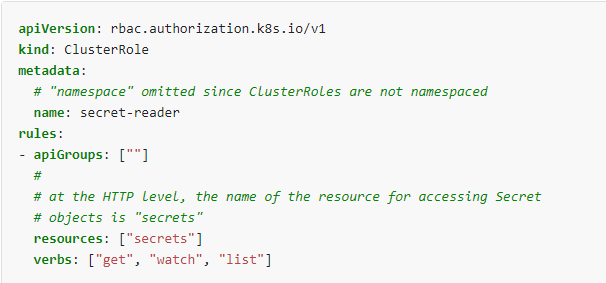 apiVersion: rbac.authorization.k8s.io/v1
kind: ClusterRole
metadata:
  # "namespace" omitted since ClusterRoles are not namespaced
  name: secret-reader
rules:
- apiGroups: [""]
  #
  # at the HTTP level, the name of the resource for accessing Secret
  # objects is "secrets"
  resources: ["secrets"]
  verbs: ["get", "watch", "list"]